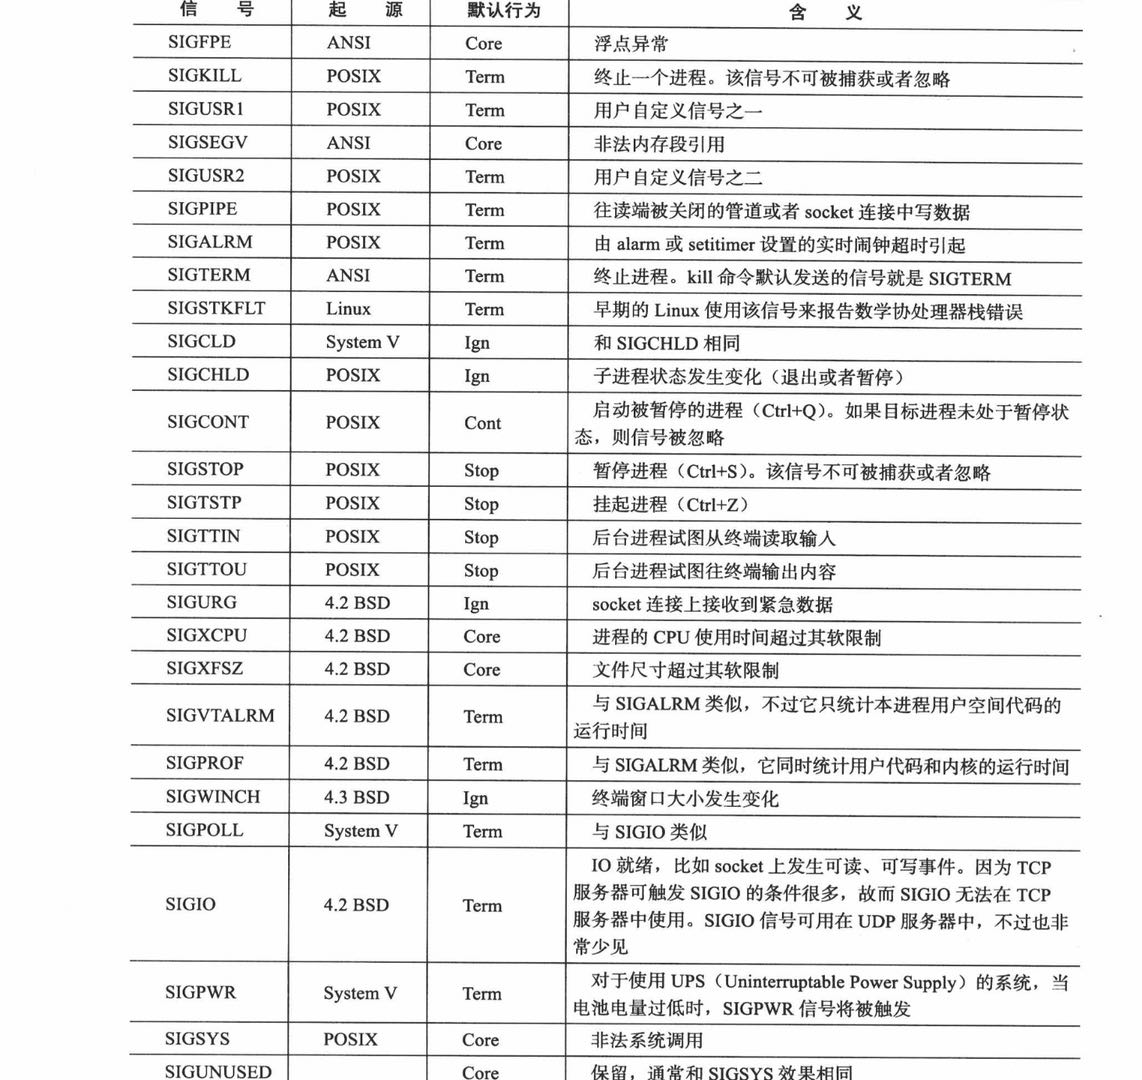 信 号 起 源 默认行为 含 义
SIGFPE ANSI Core 浮点异常
SIGKILL POSIX Term 终止一个进程。该信号不可被捕获或者忽略
SIGUSR1 POSIX Term 用户自定义信号之一
SIGSEGV ANSI Core 非法内存段引用
SIGUSR2 POSIX Term 用户自定义信号之二
SIGPIPE POSIX Term 往读端被关闭的管道或者 socket 连接中写数据
SIGALRM POSIX Term 由 alarm 或 setitimer 设置的实时闹钟超时引起
SIGTERM ANSI Term 终止进程。kill 命令默认发送的信号就是 SIGTERM
SIGSTKFLT Linux Term 早期的 Linux 使用该信号来报告数学协处理器栈错误
SIGCLD System V Ign 和 SIGCHLD 相同
SIGCHLD POSIX Ign 子进程状态发生变化（退出或者暂停）
SIGCONT POSIX Cont 启动被暂停的进程（Ctrl+Q）。如果目标进程未处于暂停状
态，则信号被忽略
SIGSTOP POSIX Stop 暂停进程（Ctrl+S）。该信号不可被捕获或者忽略
SIGTSTP POSIX Stop 挂起进程（Ctrl+Z）
SIGTTIN POSIX Stop 后台进程试图从终端读取输入
SIGTTOU POSIX Stop 后台进程试图往终端输出内容
SIGURG 4.2 BSD Ign socket 连接上接收到紧急数据
SIGXCPU 4.2 BSD Core 进程的 CPU 使用时间超过其软限制
SIGXFSZ 4.2 BSD Core 文件尺寸超过其软限制
SIGVTALRM 4.2 BSD Term 与 SIGALRM 类似，不过它只统计本进程用户空间代码的
运行时间
SIGPROF 4.2 BSD Term 与 SIGALRM 类似，它同时统计用户代码和内核的运行时间
SIGWINCH 4.3 BSD Ign 终端窗口大小发生变化
SIGPOLL System V Term 与 SIGIO 类似
SIGIO 4.2 BSD Term IO 就绪，比如 socket 上发生可读、可写事件。因为 TCP
服务器可触发 SIGIO 的条件很多，故而 SIGIO 无法在 TCP
服务器中使用。SIGIO 信号可用在 UDP 服务器中，不过也非
常少见
SIGPWR System V Term 对于使用 UPS（Uninterruptable Power Supply）的系统，当
电池电量过低时，SIGPWR 信号将被触发
SIGSYS POSIX Core 非法系统调用
SIGUNUSED Core 保留，通常和 SIGSYS 效果相同